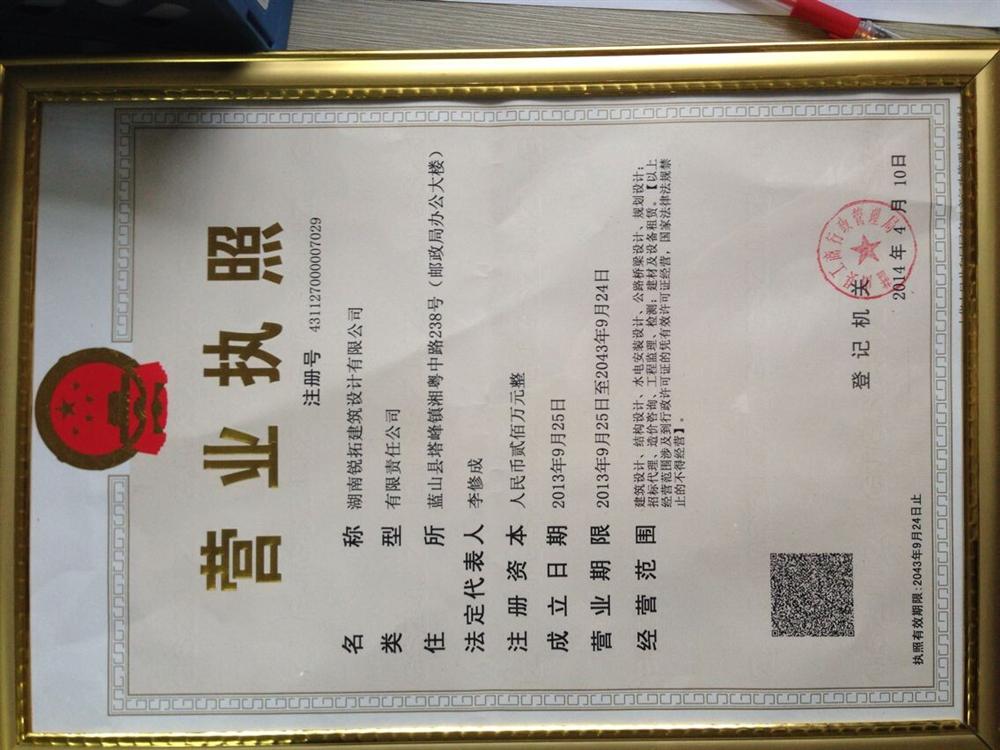 营业执照
注册号 431127000007029
名称 湖南锐拓建筑设计有限公司
类型 有限责任公司
住所 蓝山县塔峰镇湘粤中路238号（邮政局办公大楼）
法定代表人 李修成
注册资本 人民币贰佰万元整
成立日期 2013年9月25日
营业期限 2013年9月25日至2043年9月24日
经营范围 建筑设计、结构设计、水电安装设计、公路桥梁设计、规划设计；
招标代理、造价咨询、工程监理、检测；建材及设备租赁。【以上
经营范围涉及到行政许可证的凭有效许可证经营，国家法律法规禁
止的不得经营】。
登记机关
工商行政管理局
2014年4月10日
执照有效期限：2043年9月24日止